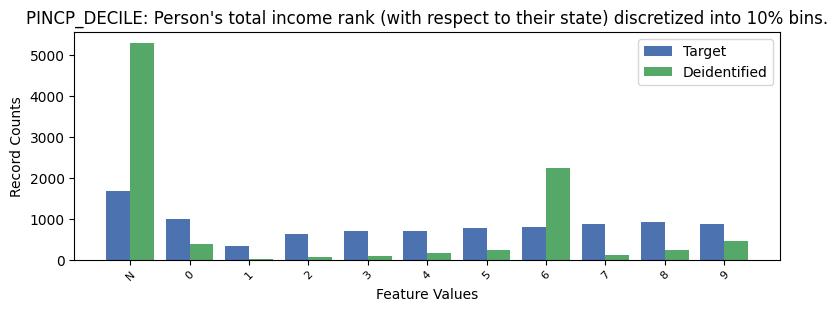 PINCP_DECILE: Person's total income rank (with respect to their state) discretized into 10% bins.
Target
Deidentified
Record Counts
5000
4000
3000
2000
1000
0
N 0 1 2 3 4 5 6 7 8 9
Feature Values